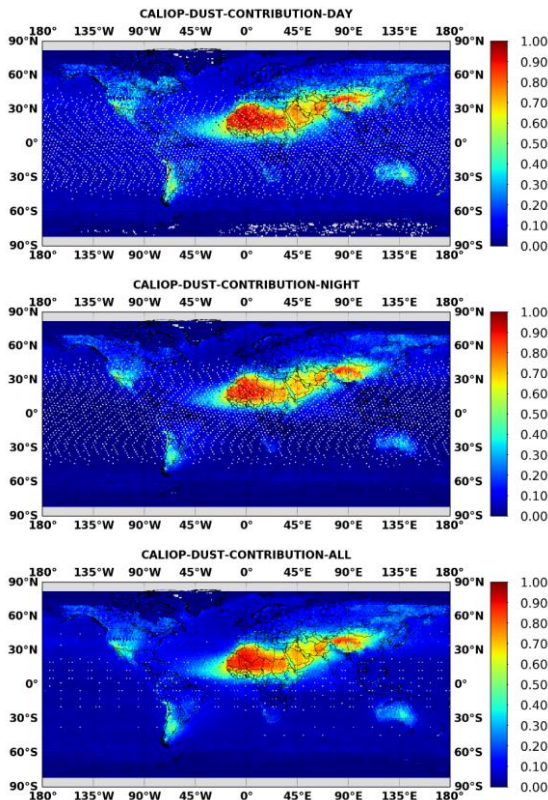 CALIOP-DUST-CONTRIBUTION-DAY
180° 135°W 90°W 45°W 0° 45°E 90°E 135°E 180°
90°N 90°N 1.00
60°N 60°N 0.90
0.80
30°N 30°N 0.70
0.60
0° 0° 0.50
0.40
30°S 30°S 0.30
60°S 60°S 0.20
0.10
90°S 90°S 0.00
180° 135°W 90°W 45°W 0° 45°E 90°E 135°E 180°
CALIOP-DUST-CONTRIBUTION-NIGHT
180° 135°W 90°W 45°W 0° 45°E 90°E 135°E 180°
90°N 90°N 1.00
60°N 60°N 0.90
0.80
30°N 30°N 0.70
0.60
0° 0° 0.50
0.40
30°S 30°S 0.30
60°S 60°S 0.20
0.10
90°S 90°S 0.00
180° 135°W 90°W 45°W 0° 45°E 90°E 135°E 180°
CALIOP-DUST-CONTRIBUTION-ALL
180° 135°W 90°W 45°W 0° 45°E 90°E 135°E 180°
90°N 90°N 1.00
60°N 60°N 0.90
0.80
30°N 30°N 0.70
0.60
0° 0° 0.50
0.40
30°S 30°S 0.30
60°S 60°S 0.20
0.10
90°S 90°S 0.00
180° 135°W 90°W 45°W 0° 45°E 90°E 135°E 180°